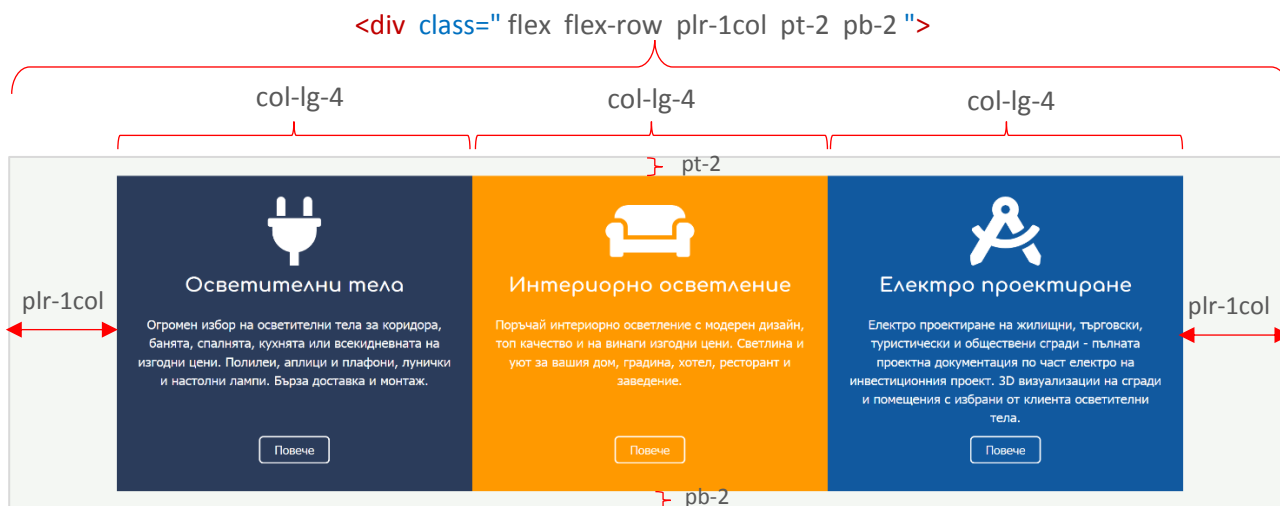 <div class=" flex flex-row plr-1col pt-2 pb-2 ">
col-lg-4
col-lg-4
col-lg-4
pt-2
plr-1col
Осветителни тела
Огромен избор на осветителни тела за коридора,
банята, спалнята, кухнята или всекидневната на
изгодни цени. Полилеи, аплици и плафони, лунички
и настолни лампи. Бърза доставка и монтаж.
Повече
Интериорно осветление
Поръчай интериорно осветление с модерен дизайн,
топ качество и на винаги изгодни цени. Светлина и
уют за вашия дом, градина, хотел, ресторант и
заведение.
Повече
Електро проектиране
Електро проектиране на жилищни, търговски,
туристически и обществени сгради - пълната
проектна документация по част електро на
инвестиционния проект. 3D визуализации на сгради
и помещения с избрани от клиента осветителни
тела.
Повече
plr-1col
pb-2